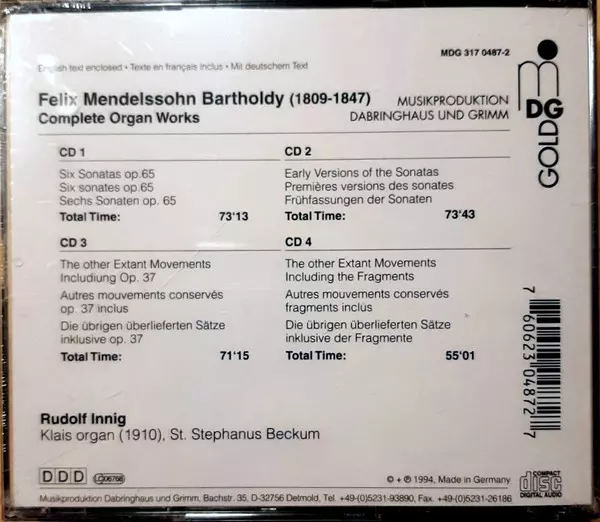 MDG 317 0487-2
English text enclosed • Texte en français inclus • Mit deutschem Text
Felix Mendelssohn Bartholdy (1809-1847)
Complete Organ Works
MUSIKPRODUKTION
DABRINGHAUS UND GRIMM
MDG
GOLD
CD 1
Six Sonatas op.65
Six sonates op.65
Sechs Sonaten op. 65
Total Time: 73'13
CD 2
Early Versions of the Sonatas
Premières versions des sonates
Frühfassungen der Sonaten
Total Time: 73'43
CD 3
The other Extant Movements
Includiung Op. 37
Autres mouvements conservés
op 37 inclus
Die übrigen überlieferten Sätze
inklusive op. 37
Total Time: 71'15
CD 4
The other Extant Movements
Including the Fragments
Autres mouvements conservés
fragments inclus
Die übrigen überlieferten Sätze
inklusive der Fragmente
Total Time: 55'01
7 60623 04872 7
Rudolf Innig
Klais organ (1910), St. Stephanus Beckum
DDD
LC06768
© + ℗ 1994, Made in Germany
COMPACT
disc
DIGITAL AUDIO
Musikproduktion Dabringhaus und Grimm, Bachstr. 35, D-32756 Detmold, Tel. +49-(0)5231-93890, Fax. +49-(0)5231-26186